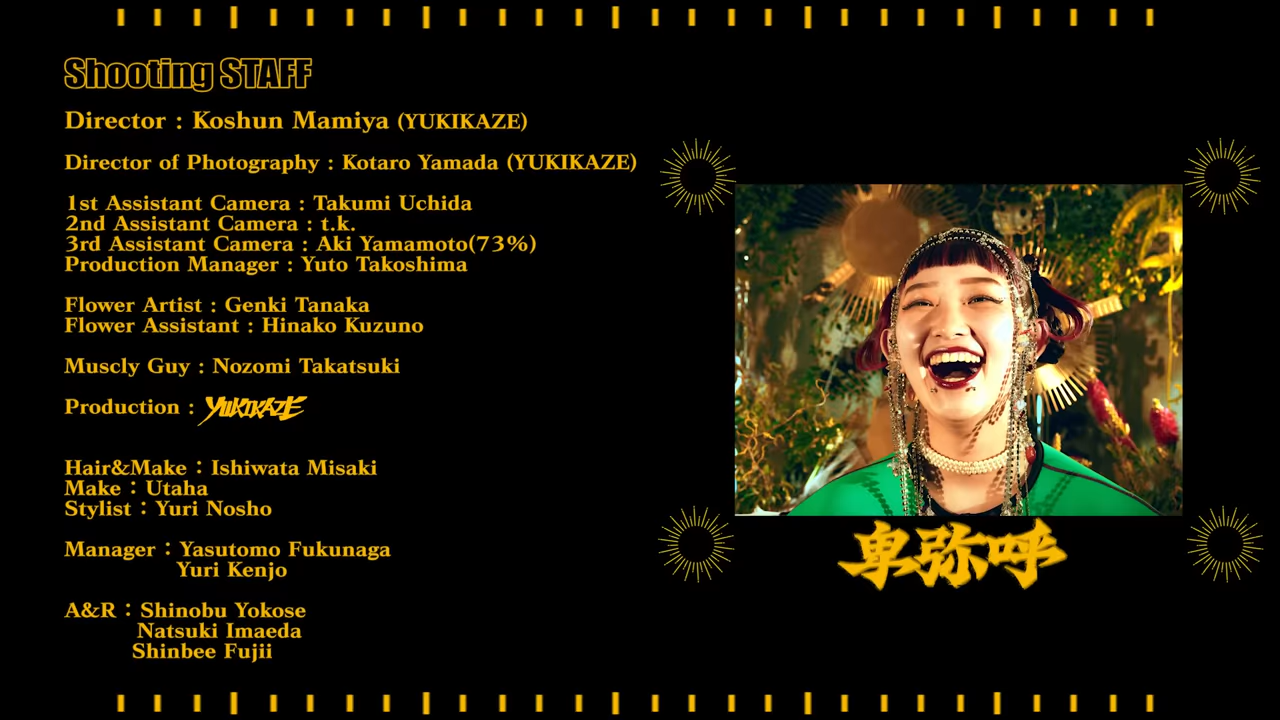 Shooting STAFF
Director : Koshun Mamiya (YUKIKAZE)
Director of Photography : Kotaro Yamada (YUKIKAZE)
1st Assistant Camera : Takumi Uchida
2nd Assistant Camera : t.k.
3rd Assistant Camera : Aki Yamamoto(73%)
Production Manager : Yuto Takoshima
Flower Artist : Genki Tanaka
Flower Assistant : Hinako Kuzuno
Muscly Guy : Nozomi Takatsuki
Production : YUKIKAZE
Hair&Make：Ishiwata Misaki
Make：Utaha
Stylist：Yuri Nosho
Manager：Yasutomo Fukunaga
Yuri Kenjo
A&R：Shinobu Yokose
Natsuki Imaeda
Shinbee Fujii
卑弥呼